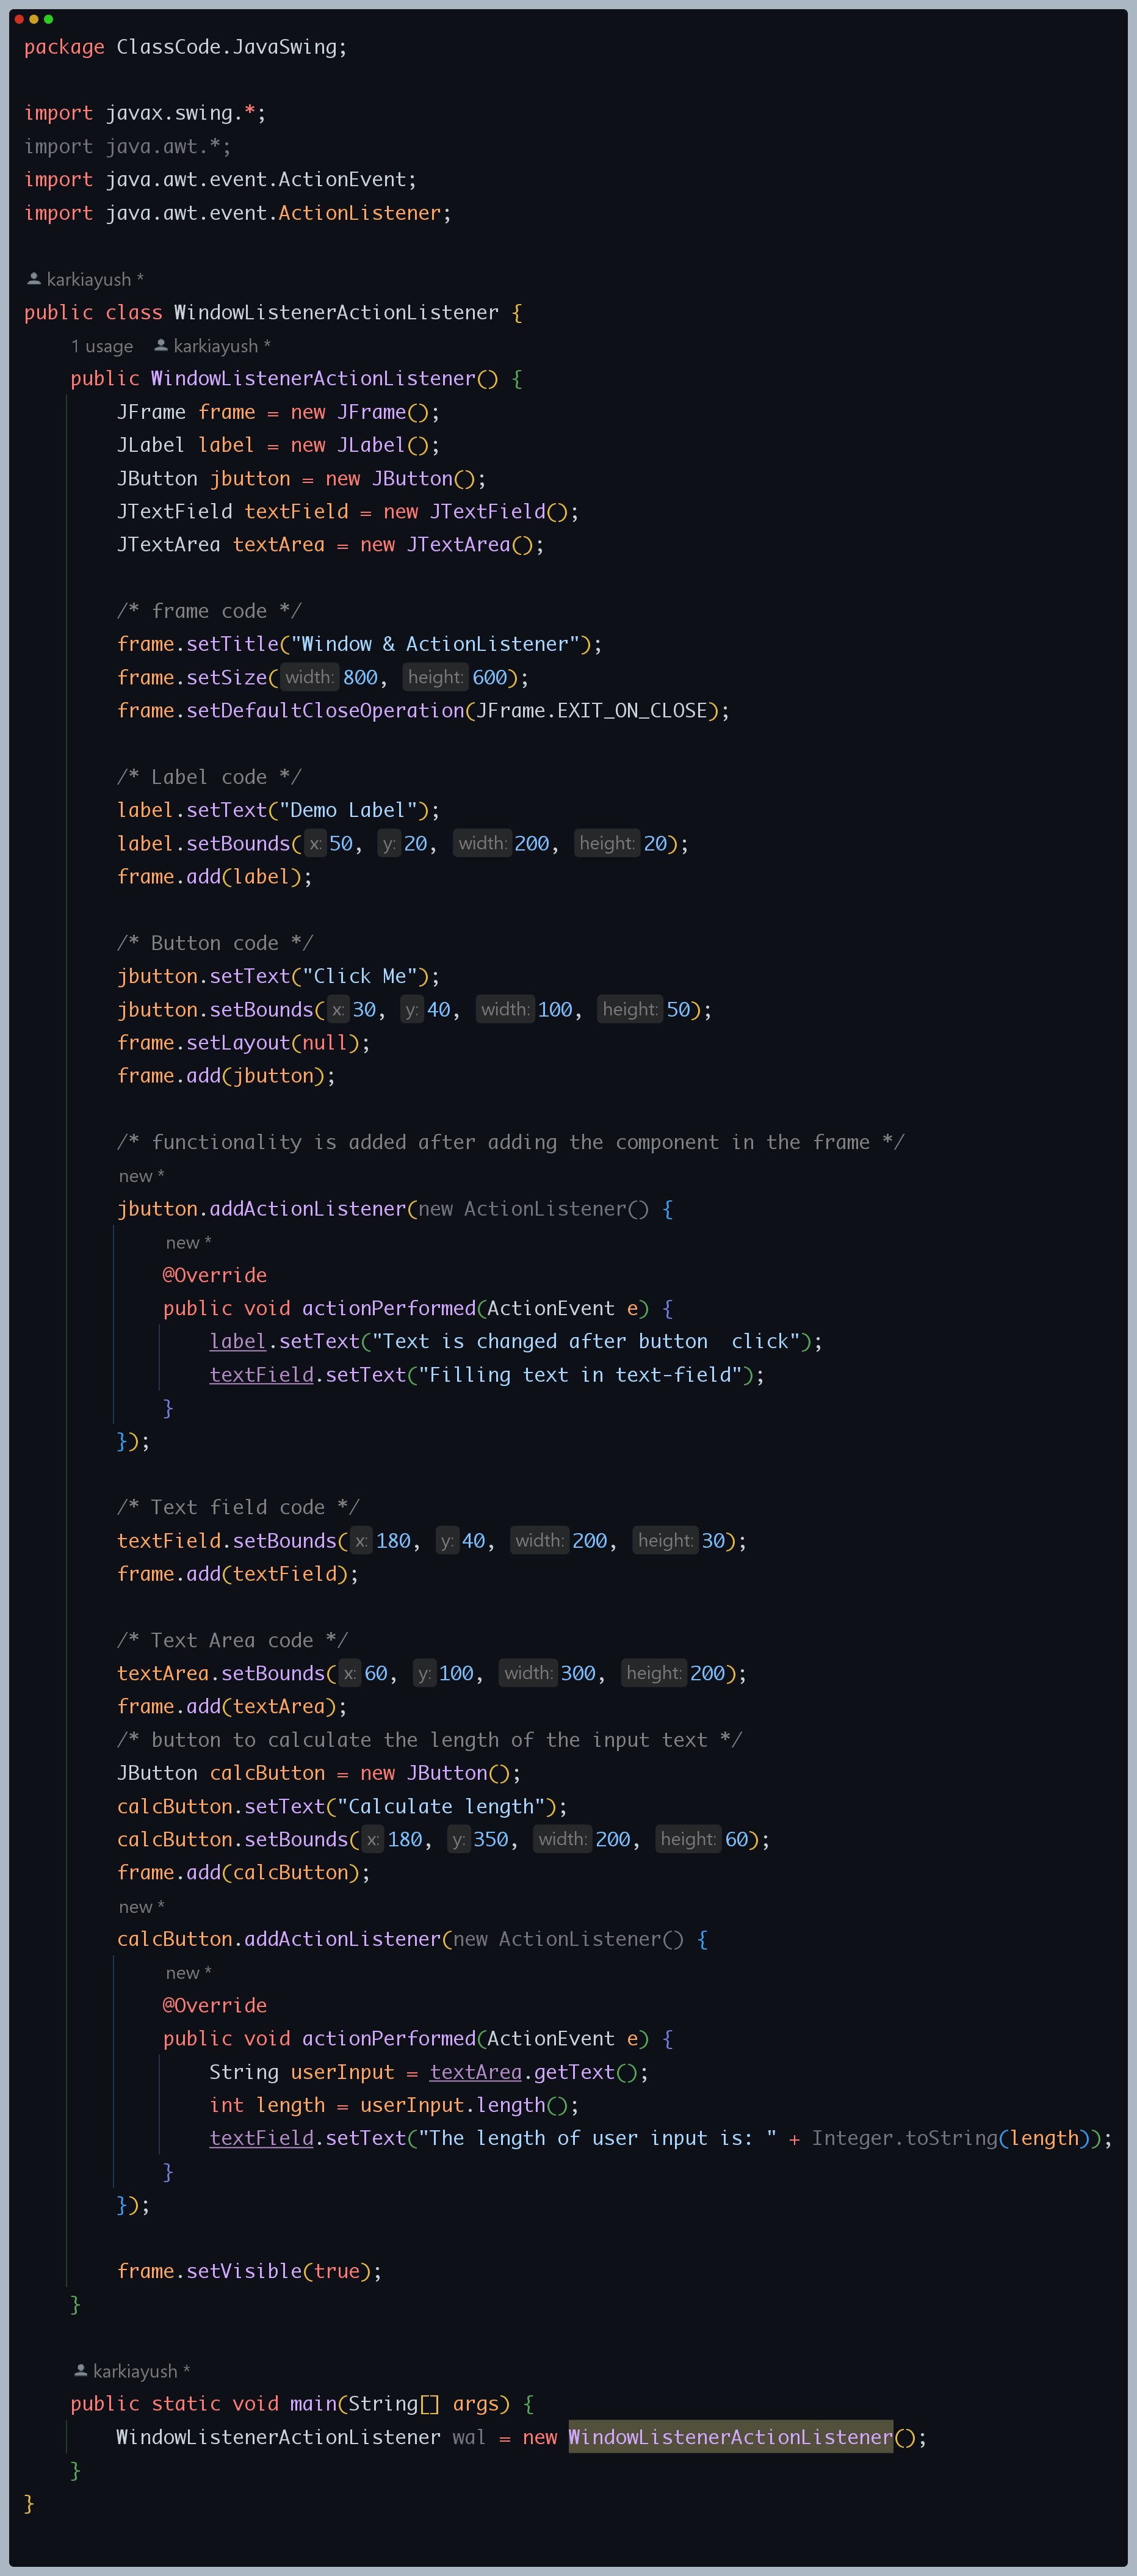 package ClassCode.JavaSwing;
import javax.swing.*;
import java.awt.*;
import java.awt.event.ActionEvent;
import java.awt.event.ActionListener;
karkiayush *
public class WindowListenerActionListener {
1 usage karkiayush *
public WindowListenerActionListener() {
JFrame frame = new JFrame();
JLabel label = new JLabel();
JButton jbutton = new JButton();
JTextField textField = new JTextField();
JTextArea textArea = new JTextArea();
/* frame code */
frame.setTitle("Window & ActionListener");
frame.setSize( width: 800, height: 600);
frame.setDefaultCloseOperation(JFrame.EXIT_ON_CLOSE);
/* Label code */
label.setText("Demo Label");
label.setBounds( x: 50, y: 20, width: 200, height: 20);
frame.add(label);
/* Button code */
jbutton.setText("Click Me");
jbutton.setBounds( x: 30, y: 40, width: 100, height: 50);
frame.setLayout(null);
frame.add(jbutton);
/* functionality is added after adding the component in the frame */
new *
jbutton.addActionListener(new ActionListener() {
new *
@Override
public void actionPerformed(ActionEvent e) {
label.setText("Text is changed after button  click");
textField.setText("Filling text in text-field");
}
});
/* Text field code */
textField.setBounds( x: 180, y: 40, width: 200, height: 30);
frame.add(textField);
/* Text Area code */
textArea.setBounds( x: 60, y: 100, width: 300, height: 200);
frame.add(textArea);
/* button to calculate the length of the input text */
JButton calcButton = new JButton();
calcButton.setText("Calculate length");
calcButton.setBounds( x: 180, y: 350, width: 200, height: 60);
frame.add(calcButton);
new *
calcButton.addActionListener(new ActionListener() {
new *
@Override
public void actionPerformed(ActionEvent e) {
String userInput = textArea.getText();
int length = userInput.length();
textField.setText("The length of user input is: " + Integer.toString(length));
}
});
frame.setVisible(true);
}
karkiayush *
public static void main(String[] args) {
WindowListenerActionListener wal = new WindowListenerActionListener();
}
}